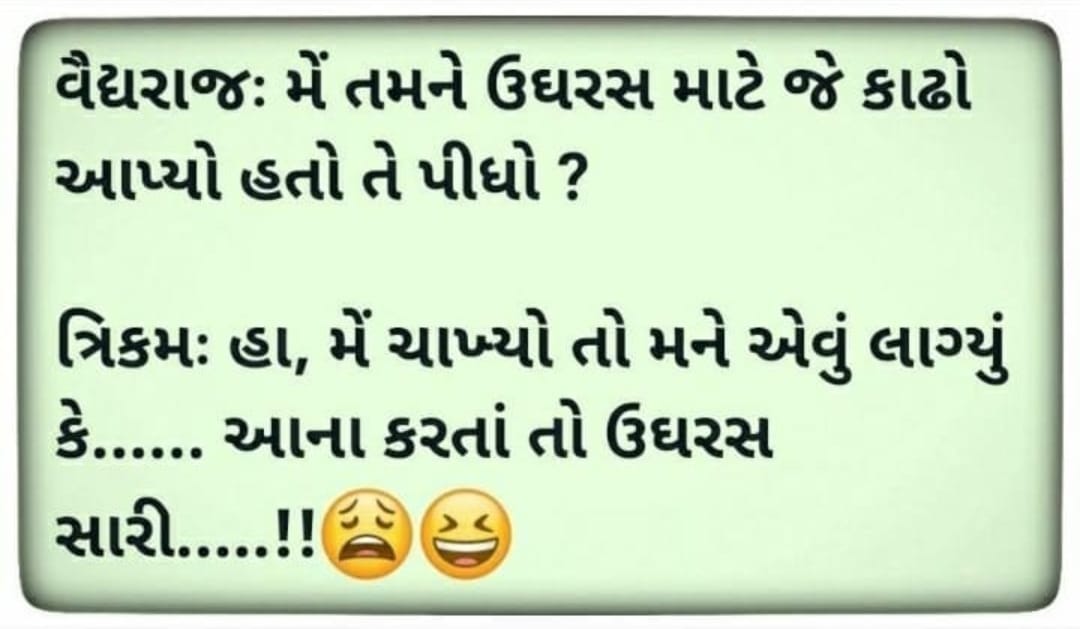 વૈદ્યરાજઃ મેં તમને ઉધરસ માટે જે કાઢો
આપ્યો હતો તે પીધો ?
ત્રિકમઃ હા, મેં ચાખ્યો તો મને એવું લાગ્યું
કે...... આના કરતાં તો ઉધરસ
સારી.....!!😩😆